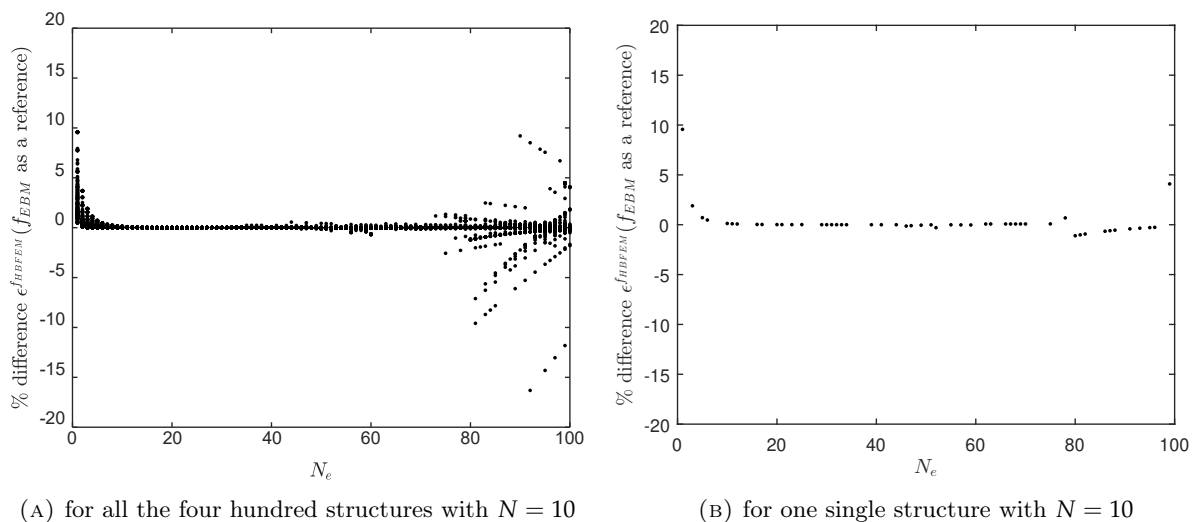 20
15
10
5
0
-5
-10
-15
-20
0 20 40 60 80 100
% difference ϵ^{f_{HBFEM}}(f_{EBM} as a reference)
N_e
(A) for all the four hundred structures with N = 10
20
15
10
5
0
-5
-10
-15
-20
0 20 40 60 80 100
% difference ϵ^{f_{HBFEM}}(f_{EBM} as a reference)
N_e
(B) for one single structure with N = 10